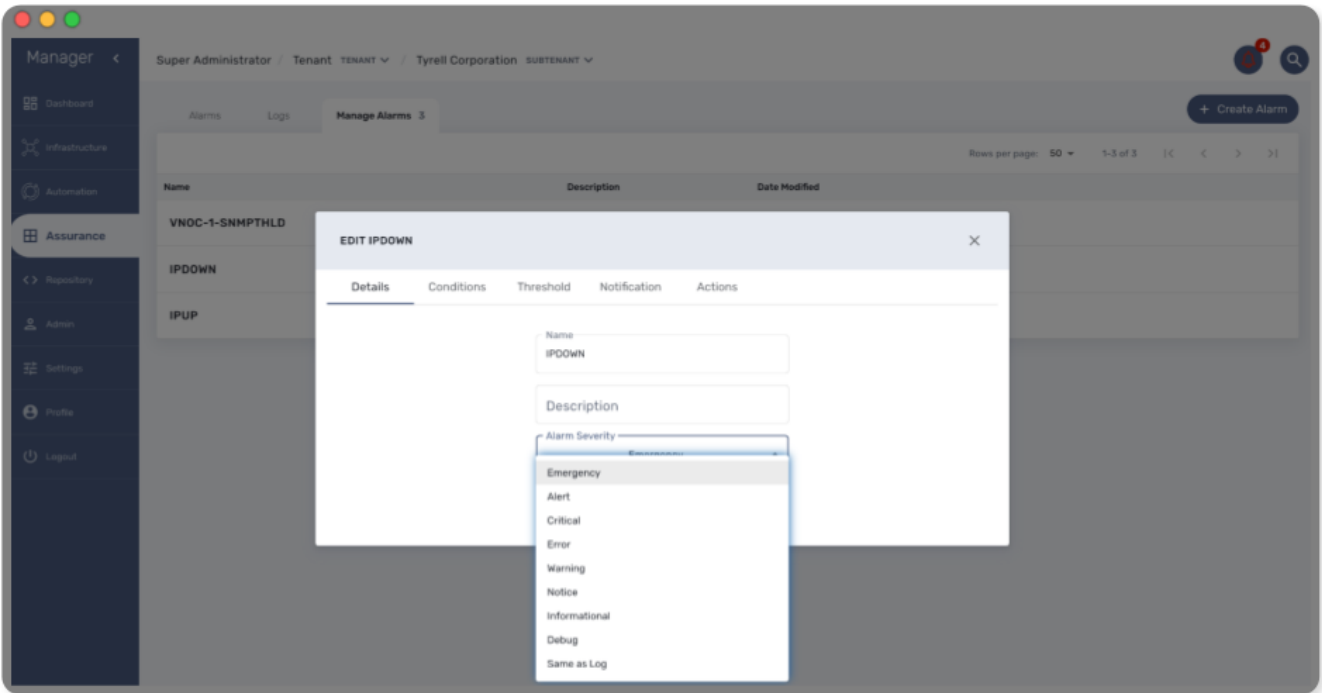 Manager <
Super Administrator / Tenant TENANT / Tyrell Corporation SUBTENANT
4
Dashboard
Infrastructure
Automation
Assurance
Repository
Admin
Settings
Profile
Logout
Alarms Logs Manage Alarms 3
+ Create Alarm
Rows per page: 50 1-3 of 3 |< < > >|
Name Description Date Modified
VNOC-1-SNMPTHLD
IPDOWN
IPUP
EDIT IPDOWN
Details Conditions Threshold Notification Actions
Name
IPDOWN
Description
Alarm Severity
Emergency
Emergency
Alert
Critical
Error
Warning
Notice
Informational
Debug
Same as Log